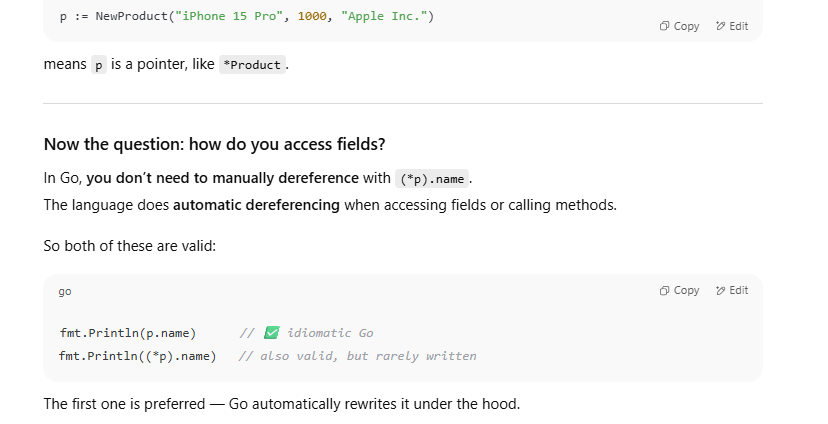 p := NewProduct("iPhone 15 Pro", 1000, "Apple Inc.")
Copy Edit
means p is a pointer, like *Product.
Now the question: how do you access fields?
In Go, you don’t need to manually dereference with (*p).name.
The language does automatic dereferencing when accessing fields or calling methods.
So both of these are valid:
go
Copy Edit
fmt.Println(p.name) // ✅ idiomatic Go
fmt.Println((*p).name) // also valid, but rarely written
The first one is preferred — Go automatically rewrites it under the hood.